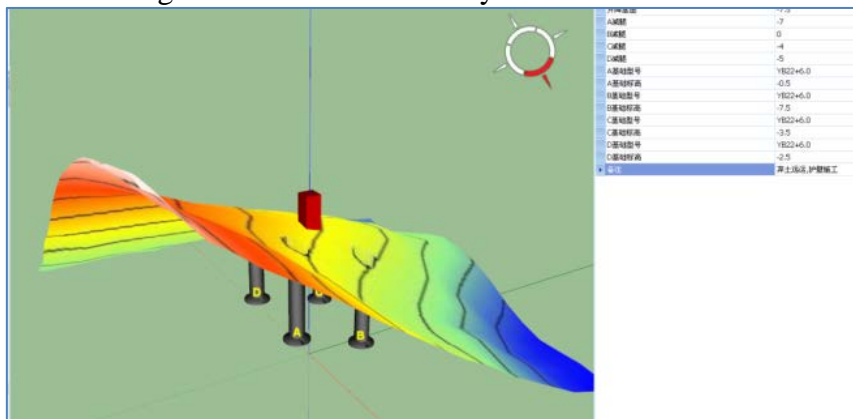 -7.5
A减腿 -7
B减腿 0
C减腿 -4
D减腿 -5
A基础型号 YB22+6.0
A基础标高 -0.5
B基础型号 YB22+6.0
B基础标高 -7.5
C基础型号 YB22+6.0
C基础标高 -3.5
D基础型号 YB22+6.0
D基础标高 -2.5
备注
D
A
B